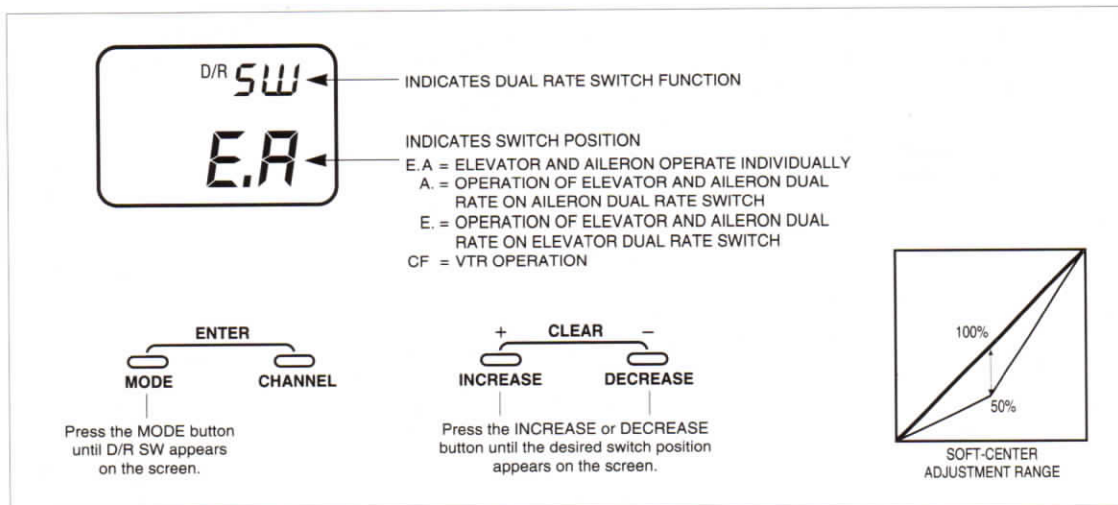 D/R SW
INDICATES DUAL RATE SWITCH FUNCTION
E.A
INDICATES SWITCH POSITION
E.A = ELEVATOR AND AILERON OPERATE INDIVIDUALLY
A. = OPERATION OF ELEVATOR AND AILERON DUAL
RATE ON AILERON DUAL RATE SWITCH
E. = OPERATION OF ELEVATOR AND AILERON DUAL
RATE ON ELEVATOR DUAL RATE SWITCH
CF = VTR OPERATION
ENTER
MODE CHANNEL
Press the MODE button
until D/R SW appears
on the screen.
+ CLEAR −
INCREASE DECREASE
Press the INCREASE or DECREASE
button until the desired switch position
appears on the screen.
100%
50%
SOFT-CENTER
ADJUSTMENT RANGE